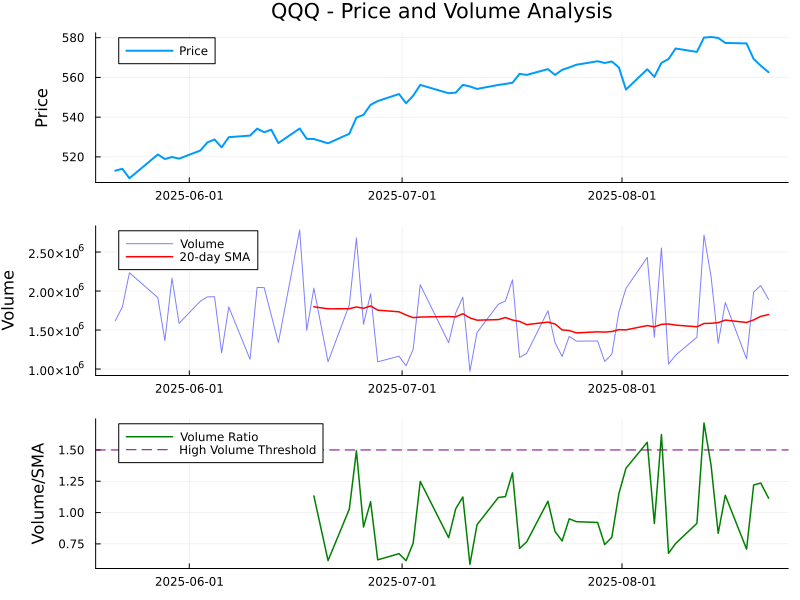 QQQ - Price and Volume Analysis
Price
580
560
540
520
Price
2025-06-01 2025-07-01 2025-08-01
Volume
20-day SMA
2.50×10⁶
2.00×10⁶
1.50×10⁶
1.00×10⁶
Volume
2025-06-01 2025-07-01 2025-08-01
Volume Ratio
High Volume Threshold
1.50
1.25
1.00
0.75
Volume/SMA
2025-06-01 2025-07-01 2025-08-01